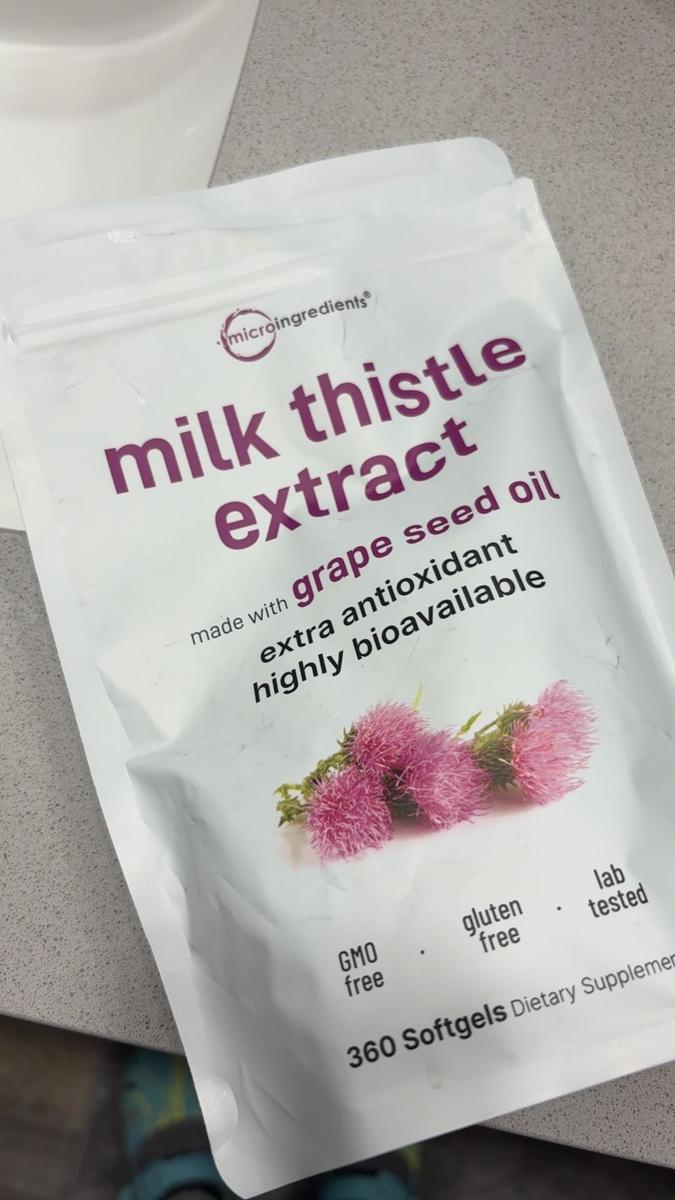 microingredients®
milk thistle
extract
made with grape seed oil
extra antioxidant
highly bioavailable
GMO
free
·
gluten
free
·
lab
tested
360 Softgels Dietary Supplemen